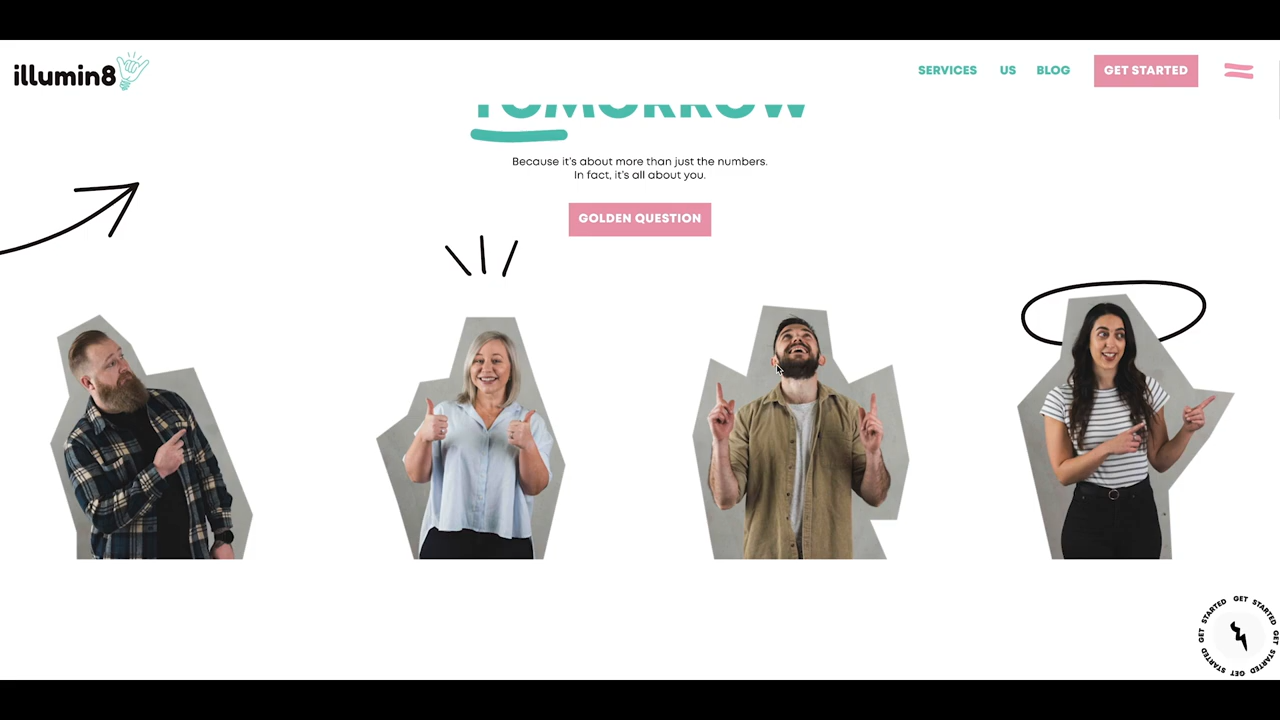 illumin8
SERVICES
US
BLOG
GET STARTED
TOMORROW
Because it's about more than just the numbers.
In fact, it's all about you.
GOLDEN QUESTION
GET STARTED GET STARTED GET STARTED GET STARTED